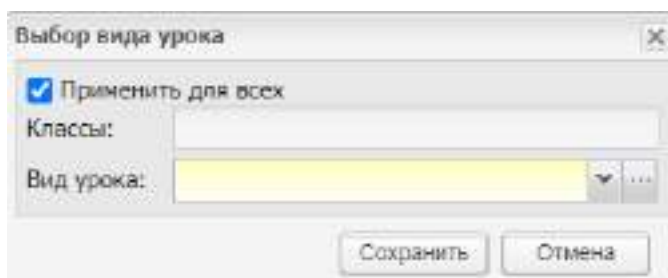 Выбор вида урока
Применить для всех
Классы:
Вид урока:
Сохранить Отмена